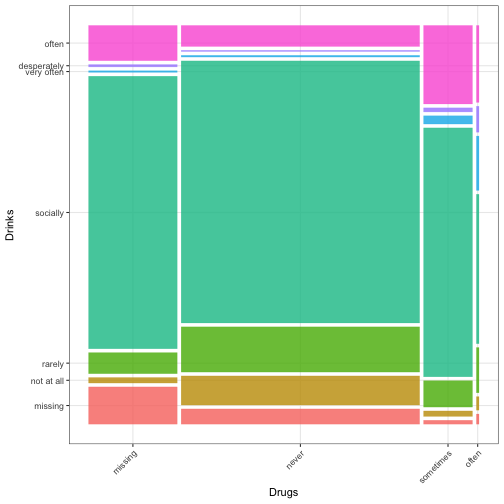 often
desperately
very often
socially
rarely
not at all
missing
Drinks
missing
never
sometimes
often
Drugs